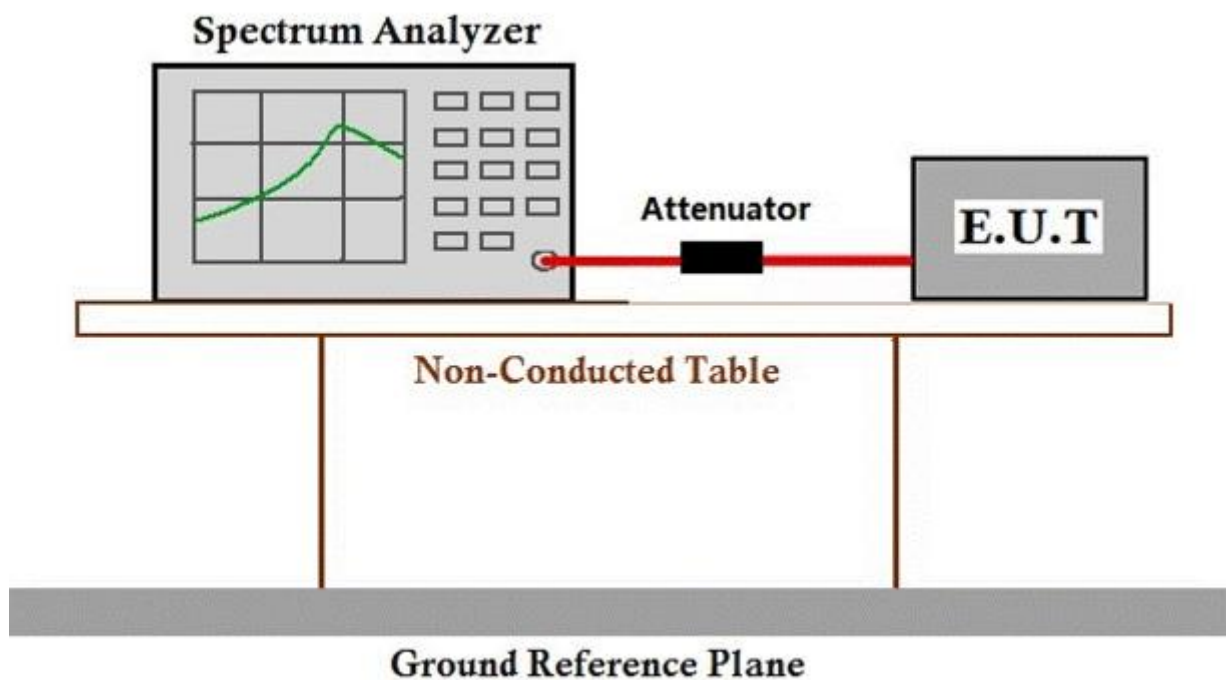 Spectrum Analyzer
Attenuator
E.U.T
Non-Conducted Table
Ground Reference Plane